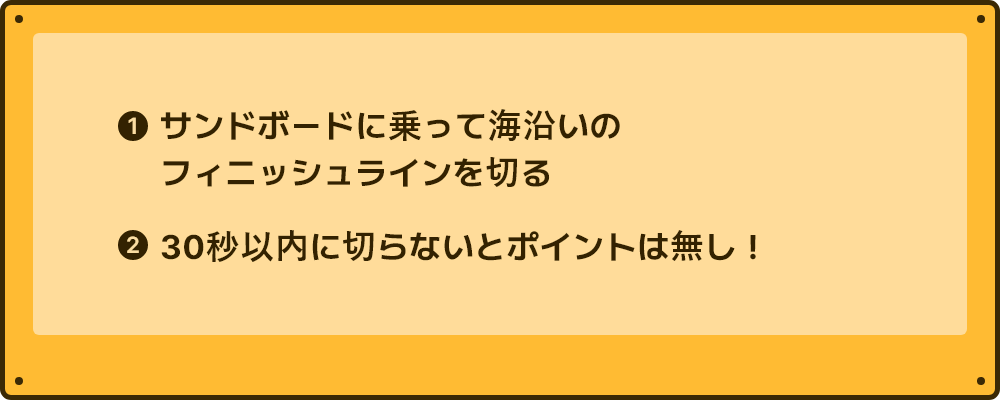 ❶ サンドボードに乗って海沿いの
フィニッシュラインを切る
❷ 30秒以内に切らないとポイントは無し！